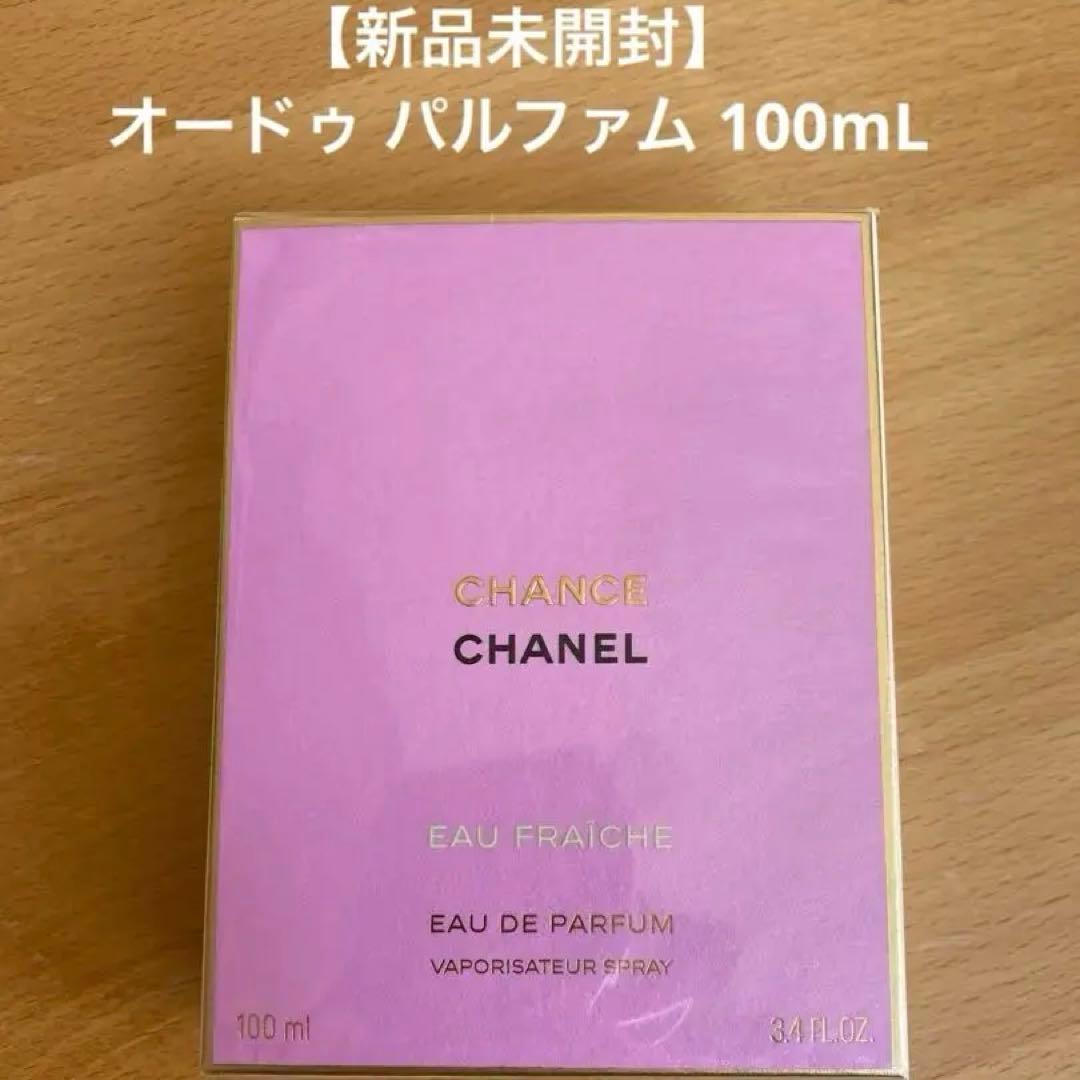 【新品未開封】
オードゥ パルファム 100mL
CHANCE
CHANEL
EAU FRAÎCHE
EAU DE PARFUM
VAPORISATEUR SPRAY
100 ml
3.4 FL.OZ.